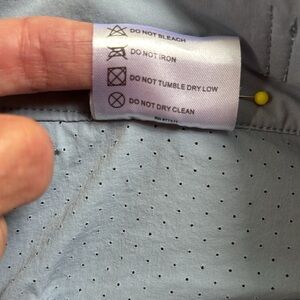 DO NOT BLEACH
DO NOT IRON
DO NOT TUMBLE DRY LOW
DO NOT DRY CLEAN